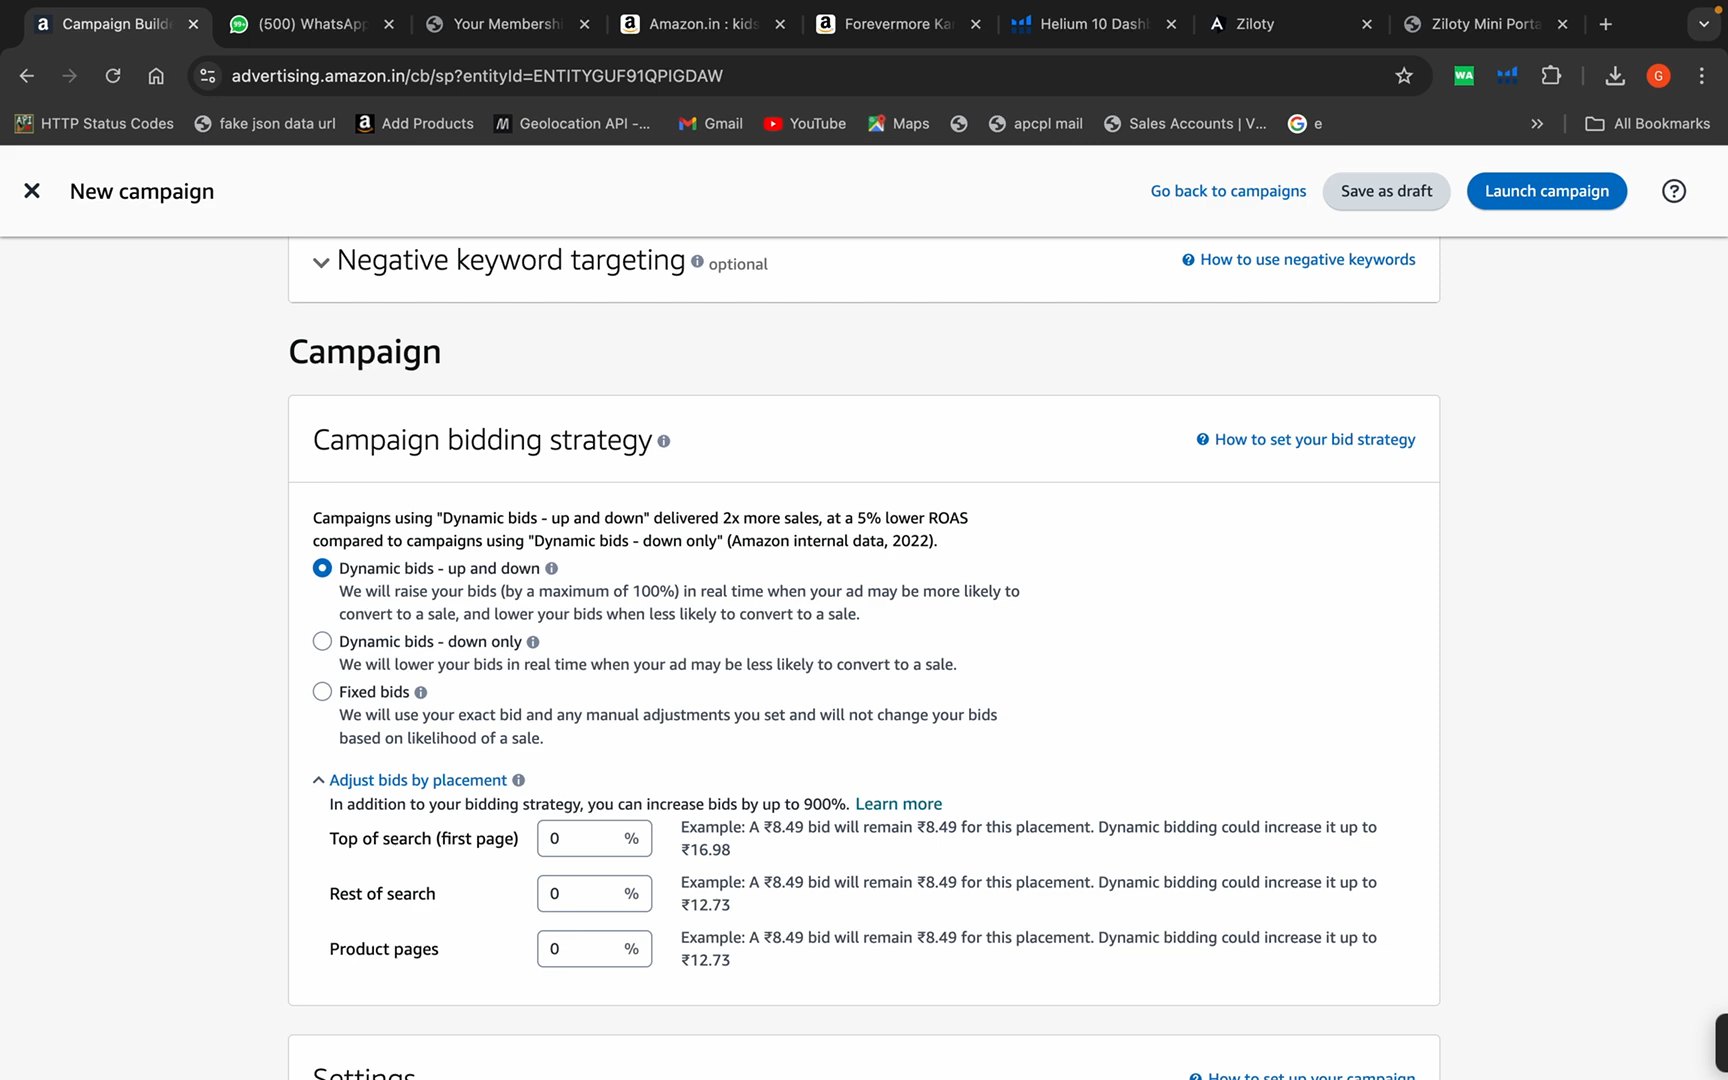 Campaign Builde
(500) WhatsApp
Your Membershi
Amazon.in : kids
Forevermore Ka
Helium 10 Dash
Ziloty
Ziloty Mini Porta
advertising.amazon.in/cb/sp?entityId=ENTITYGUF91QPIGDAW
WA
G
HTTP Status Codes
fake json data url
Add Products
Geolocation API -...
Gmail
YouTube
Maps
apcpl mail
Sales Accounts | V...
e
All Bookmarks
New campaign
Go back to campaigns
Save as draft
Launch campaign
Negative keyword targeting optional
How to use negative keywords
Campaign
Campaign bidding strategy
How to set your bid strategy
Campaigns using "Dynamic bids - up and down" delivered 2x more sales, at a 5% lower ROAS
compared to campaigns using "Dynamic bids - down only" (Amazon internal data, 2022).
Dynamic bids - up and down
We will raise your bids (by a maximum of 100%) in real time when your ad may be more likely to
convert to a sale, and lower your bids when less likely to convert to a sale.
Dynamic bids - down only
We will lower your bids in real time when your ad may be less likely to convert to a sale.
Fixed bids
We will use your exact bid and any manual adjustments you set and will not change your bids
based on likelihood of a sale.
Adjust bids by placement
In addition to your bidding strategy, you can increase bids by up to 900%. Learn more
Top of search (first page) 0 % Example: A ₹8.49 bid will remain ₹8.49 for this placement. Dynamic bidding could increase it up to
₹16.98
Rest of search 0 % Example: A ₹8.49 bid will remain ₹8.49 for this placement. Dynamic bidding could increase it up to
₹12.73
Product pages 0 % Example: A ₹8.49 bid will remain ₹8.49 for this placement. Dynamic bidding could increase it up to
₹12.73
Settings
How to set up your campaign